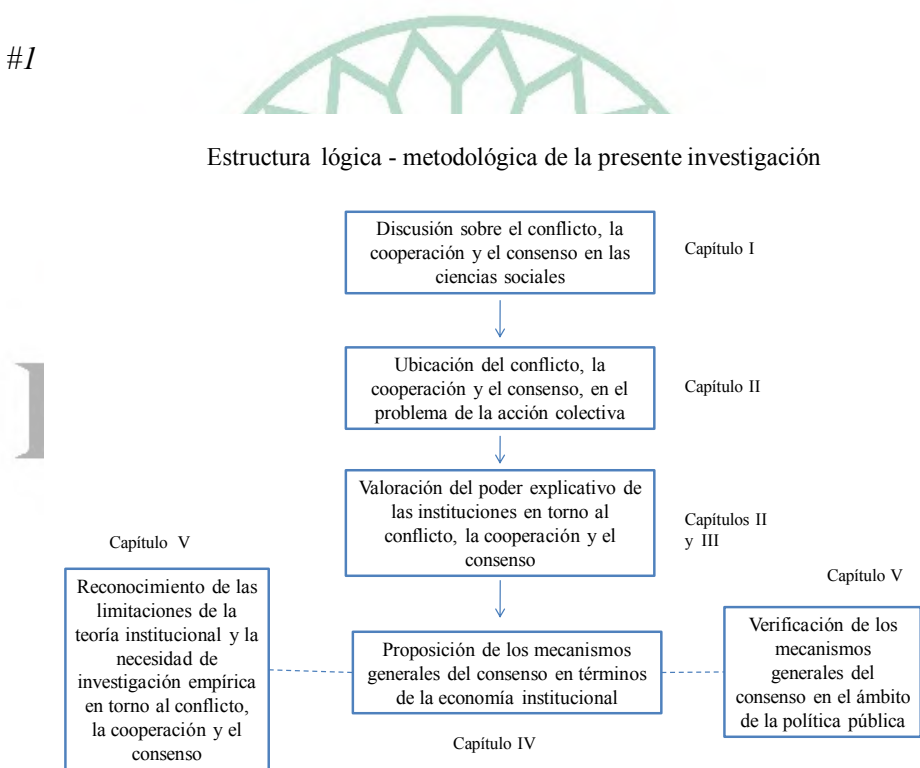 #1
Estructura lógica - metodológica de la presente investigación
Discusión sobre el conflicto, la
cooperación y el consenso en las
ciencias sociales
Capítulo I
Ubicación del conflicto, la
cooperación y el consenso, en el
problema de la acción colectiva
Capítulo II
Valoración del poder explicativo de
las instituciones en torno al
conflicto, la cooperación y el
consenso
Capítulos II
y III
Capítulo V
Reconocimiento de las
limitaciones de la
teoría institucional y la
necesidad de
investigación empírica
en torno al conflicto,
la cooperación y el
consenso
Proposición de los mecanismos
generales del consenso en términos
de la economía institucional
Capítulo IV
Capítulo V
Verificación de los
mecanismos
generales del
consenso en el ámbito
de la política pública